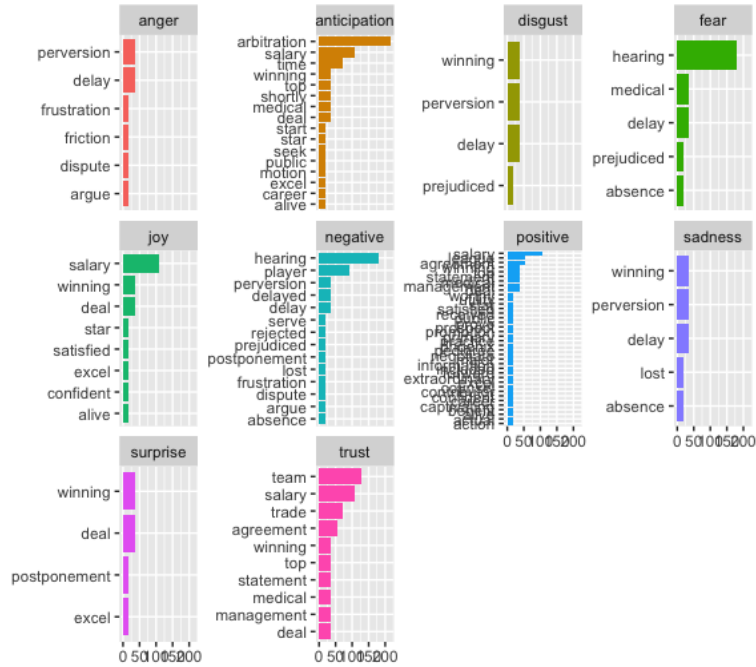 anger
perversion
delay
frustration
friction
dispute
argue
anticipation
arbitration
salary
time
winning
top
shortly
medical
deal
start
star
seek
public
motion
excel
career
alive
disgust
winning
perversion
delay
prejudiced
fear
hearing
medical
delay
prejudiced
absence
joy
salary
winning
deal
star
satisfied
excel
confident
alive
negative
hearing
player
perversion
delayed
delay
serve
rejected
prejudiced
postponement
lost
frustration
dispute
argue
absence
positive
salary
agreement
winning
statement
medical
management
satisfied
promotion
information
action
0 50 100 150 200
sadness
winning
perversion
delay
lost
absence
0 50 100 150 200
surprise
winning
deal
postponement
excel
0 50 100 150 200
trust
team
salary
trade
agreement
winning
top
statement
medical
management
deal
0 50 100 150 200